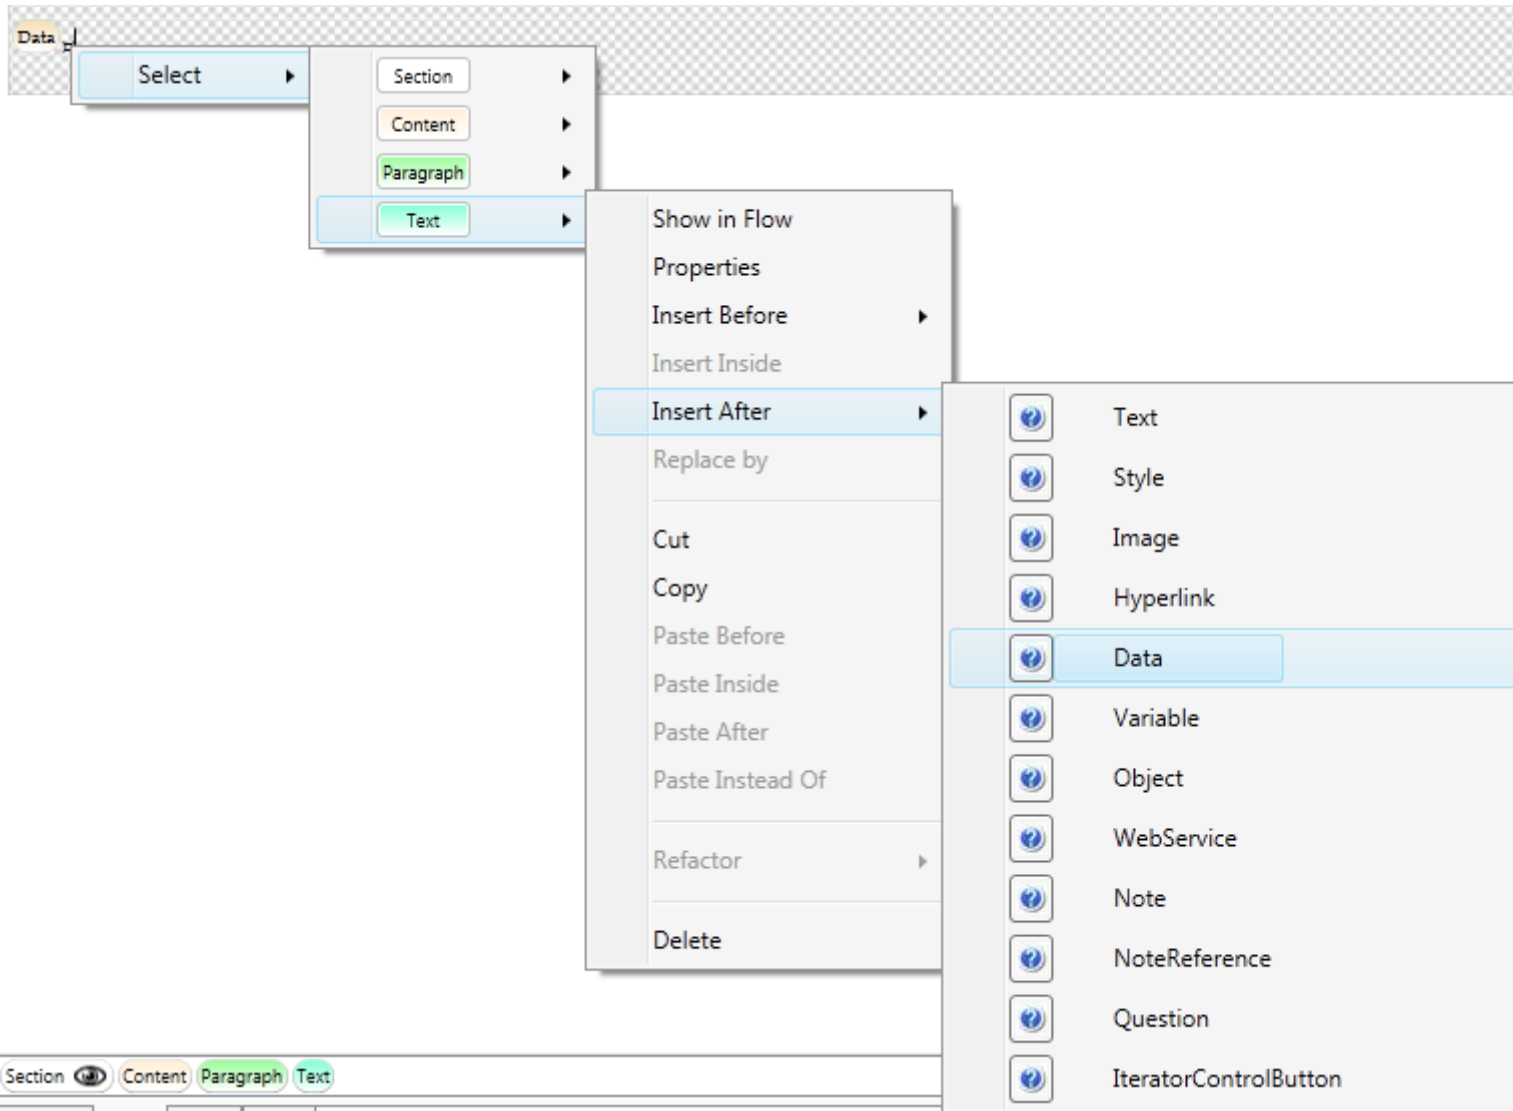 Data
Select
Section
Content
Paragraph
Text
Show in Flow
Properties
Insert Before
Insert Inside
Insert After
Replace by
Cut
Copy
Paste Before
Paste Inside
Paste After
Paste Instead Of
Refactor
Delete
Text
Style
Image
Hyperlink
Data
Variable
Object
WebService
Note
NoteReference
Question
IteratorControlButton
Section Content Paragraph Text